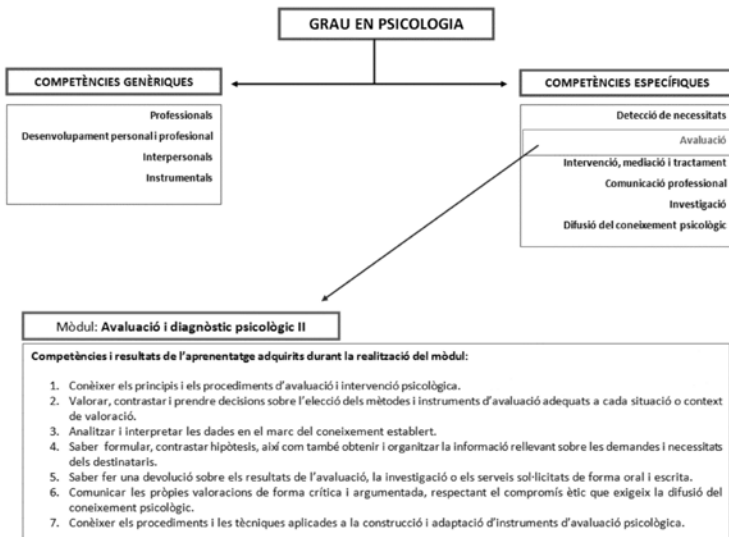 GRAU EN PSICOLOGIA
COMPETÈNCIES GENÈRIQUES
Professionals
Desenvolupament personal i profesional
Interpersonals
Instrumentals
COMPETÈNCIES ESPECÍFIQUES
Detecció de necessitats
Avaluació
Intervenció, mediació i tractament
Comunicació professional
Investigació
Difusió del coneixement psicològic
Mòdul: Avaluació i diagnòstic psicològic II
Competències i resultats de l'aprenentatge adquirits durant la realització del mòdul:
1. Conèixer els principis i els procediments d'avaluació i intervenció psicològica.
2. Valorar, contrastar i prendre decisions sobre l'elecció dels mètodes i instruments d'avaluació adequats a cada situació o context
de valoració.
3. Analitzar i interpretar les dades en el marc del coneixement establert.
4. Saber formular, contrastar hipòtesis, així com també obtenir i organitzar la informació rellevant sobre les demandes i necessitats
dels destinataris.
5. Saber fer una devolució sobre els resultats de l'avaluació, la investigació o els serveis sol·licitats de forma oral i escrita.
6. Comunicar les pròpies valoracions de forma crítica i argumentada, respectant el compromís ètic que exigeix la difusió del
coneixement psicològic.
7. Conèixer els procediments i les tècniques aplicades a la construcció i adaptació d'instruments d'avaluació psicològica.